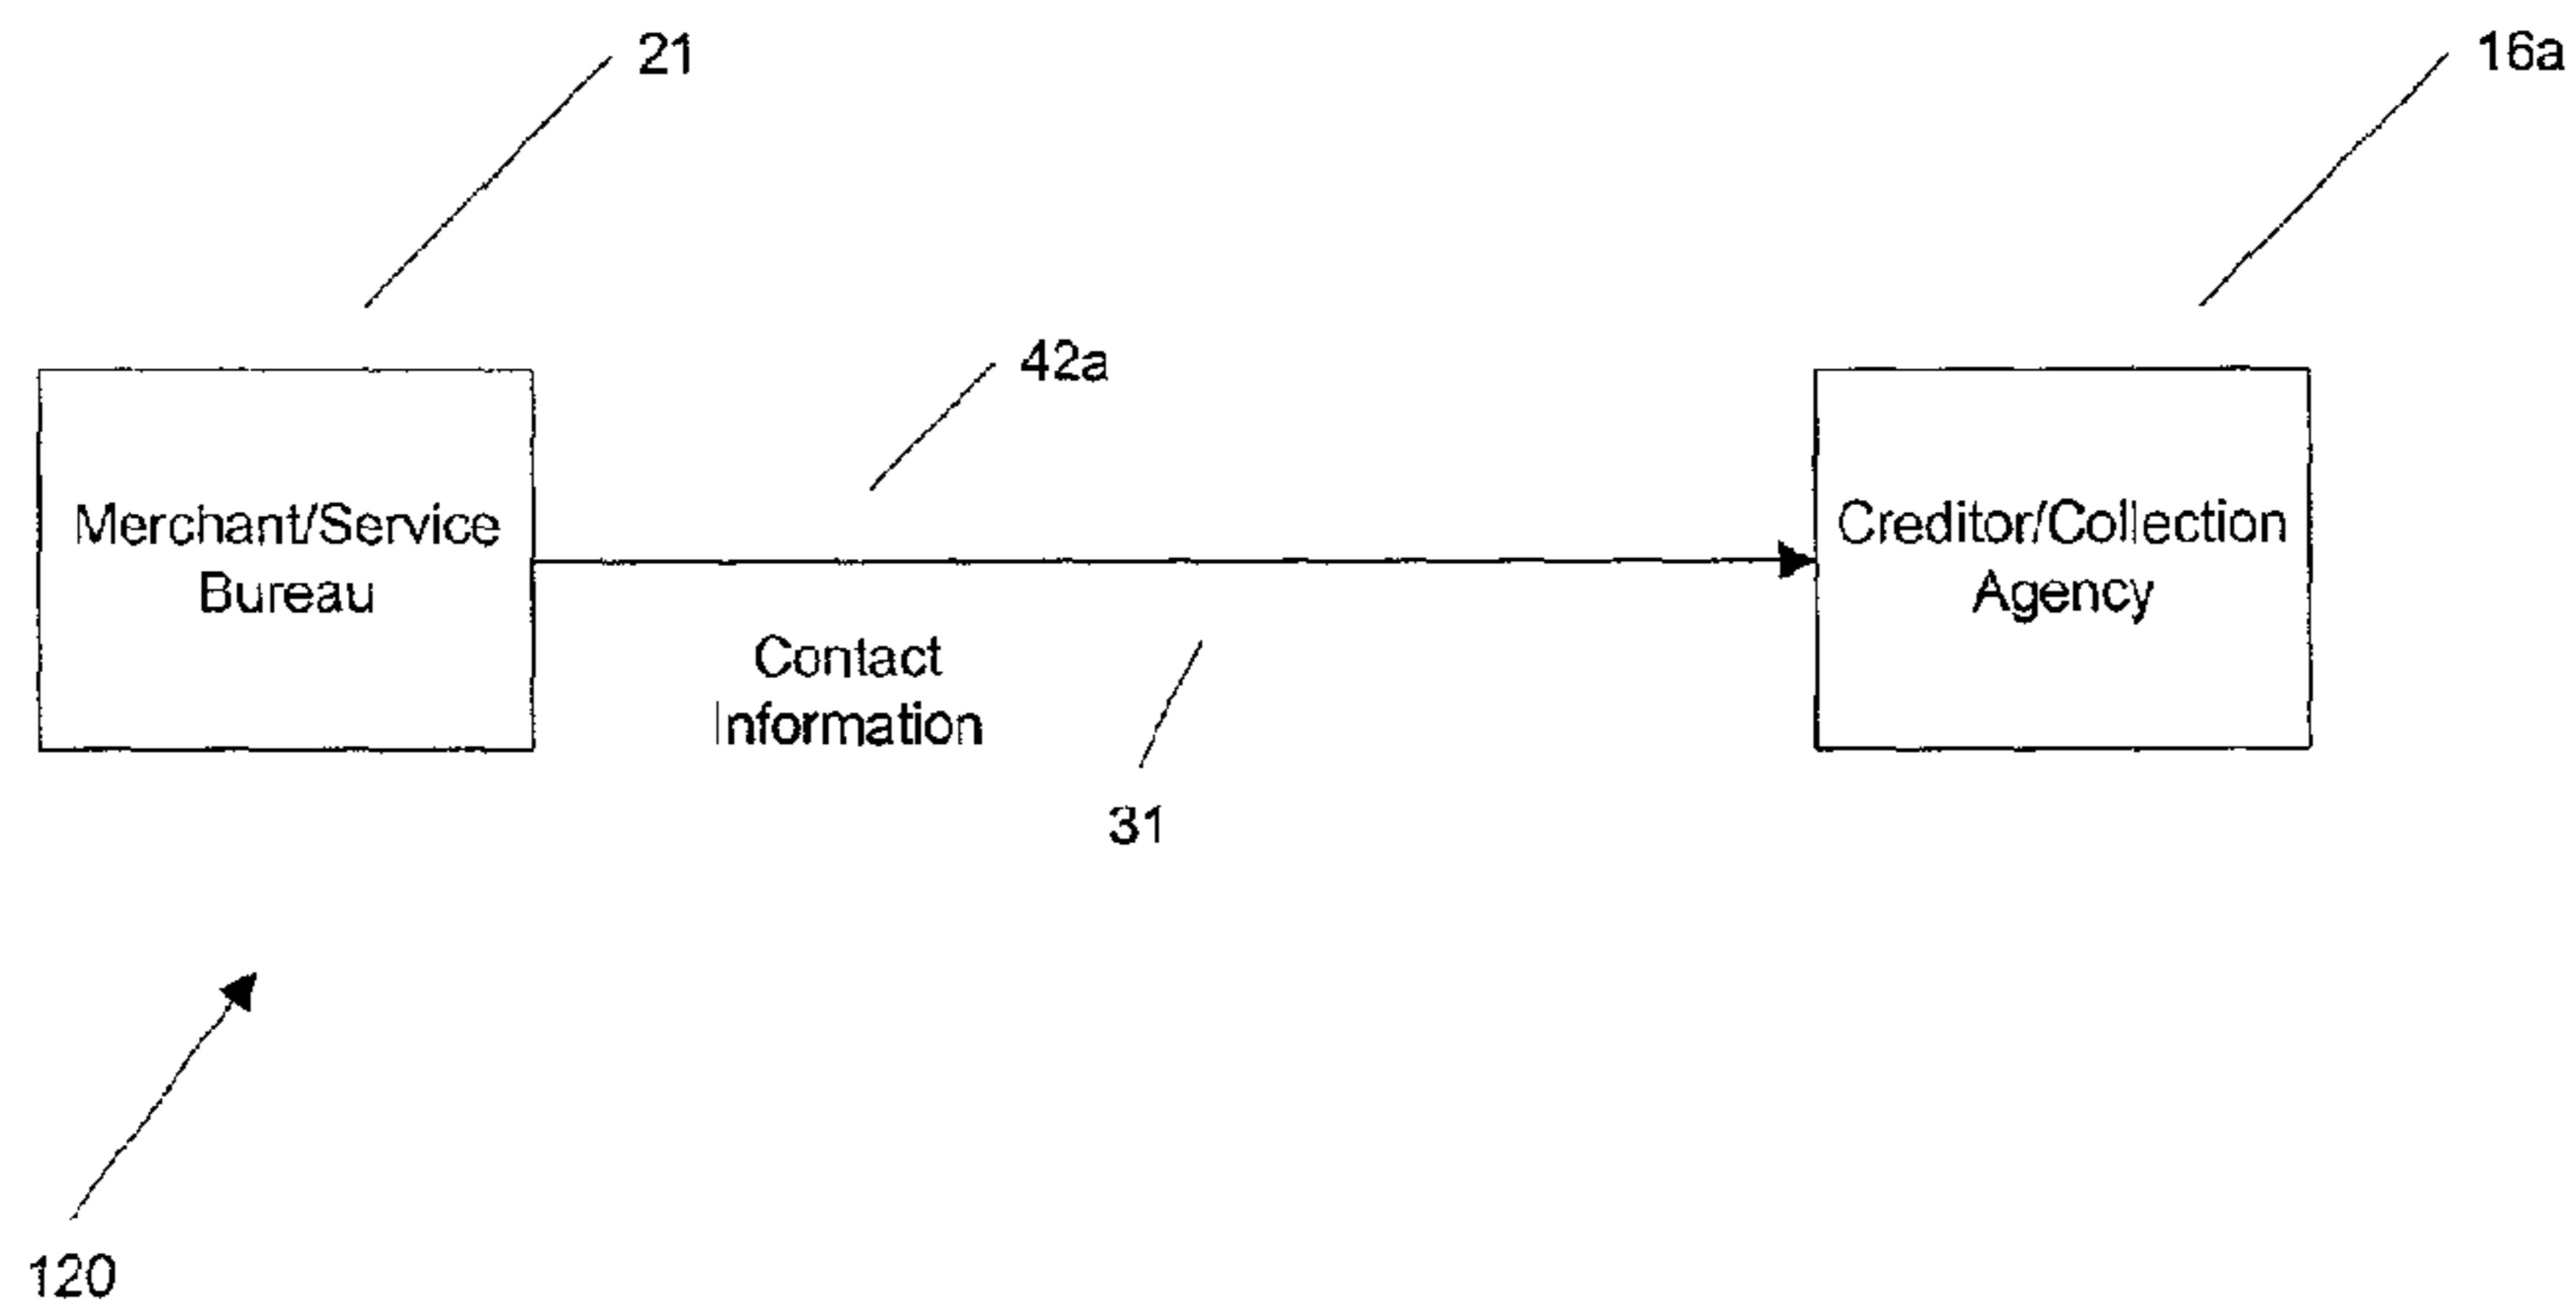 21
16a
42a
Merchant/Service
Bureau
Creditor/Collection
Agency
Contact
Information
31
120